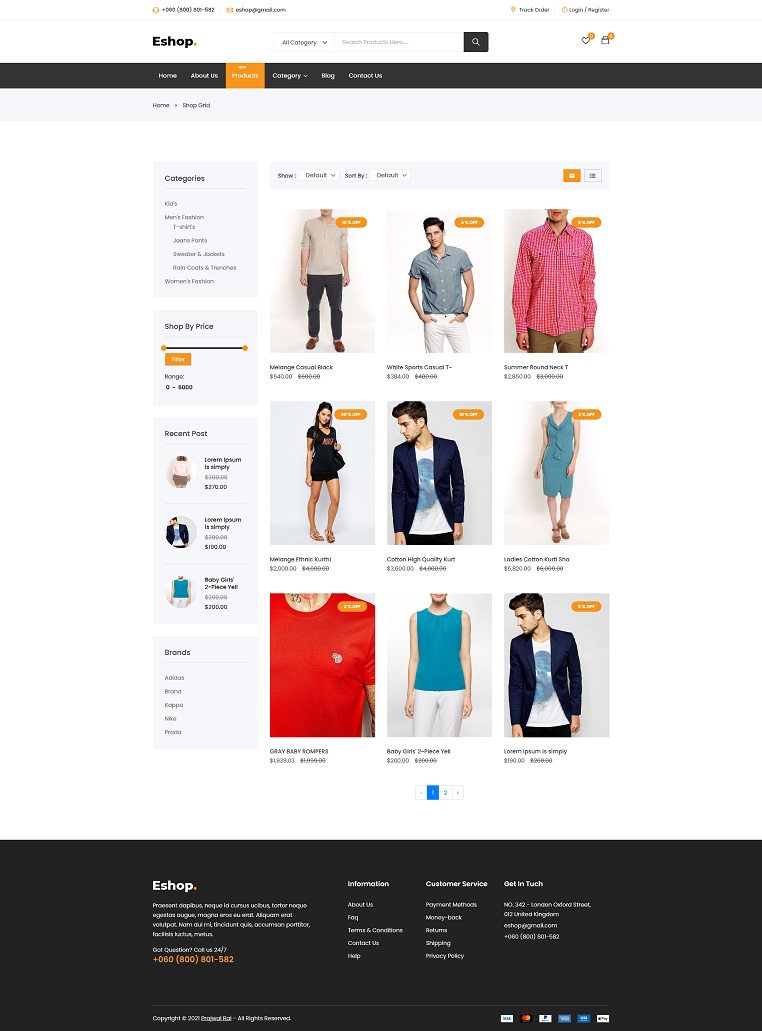 +060 (800) 801-582
eshop@gmail.com
Track Order
Login / Register
Eshop.
All Category
Search Products Here.....
0
0
Home
About Us
NEW
Products
Category
Blog
Contact Us
Home
Shop Grid
Categories
Kid's
Men's Fashion
T-shirt's
Jeans Pants
Sweater & Jackets
Rain Coats & Trenches
Women's Fashion
Shop By Price
Filter
Range:
0 - 6000
Recent Post
Lorem Ipsum
is simply
$300.00
$270.00
Lorem Ipsum
is simply
$200.00
$190.00
Baby Girls'
2-Piece Yell
$200.00
$200.00
Brands
Adidas
Brand
Kappa
Nike
Prada
Show :
Default
Sort By :
Default
10 % OFF
Melange Casual Black
$540.00 $600.00
4 % OFF
White Sports Casual T-
$384.00 $400.00
5 % OFF
Summer Round Neck T
$2,850.00 $3,000.00
50 % OFF
Melange Ethnic Kurthi
$2,000.00 $4,000.00
10 % OFF
Cotton High Quality Kurt
$3,600.00 $4,000.00
3 % OFF
Ladies Cotton Kurti Sha
$5,820.00 $6,000.00
3 % OFF
GRAY BABY ROMPERS
$1,939.03 $1,999.00
Baby Girls' 2-Piece Yell
$200.00 $200.00
5 % OFF
Lorem Ipsum is simply
$190.00 $200.00
‹ 1 2 ›
Eshop.
Praesent dapibus, neque id cursus ucibus, tortor neque
egestas augue, magna eros eu erat. Aliquam erat
volutpat. Nam dui mi, tincidunt quis, accumsan porttitor,
facilisis luctus, metus.
Got Question? Call us 24/7
+060 (800) 801-582
Information
About Us
Faq
Terms & Conditions
Contact Us
Help
Customer Service
Payment Methods
Money-back
Returns
Shipping
Privacy Policy
Get In Tuch
NO. 342 - London Oxford Street,
012 United Kingdom
eshop@gmail.com
+060 (800) 801-582
Copyright © 2021 Prajwal Rai - All Rights Reserved.
VISA